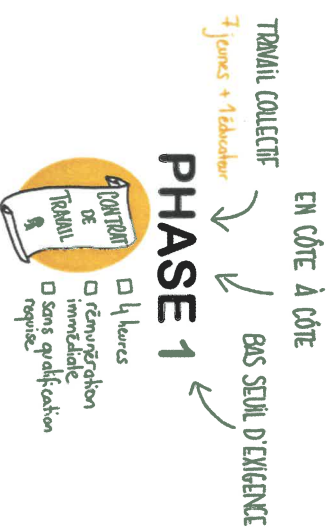 EN CÔTE À CÔTE
TRAVAIL COLLECTIF
7 jeunes + 1 éducateur
BAS SEUIL D'EXIGENCE
PHASE 1
CONTRAT
DE
TRAVAIL
4 heures
rémunération
immédiate
sans qualification
requise